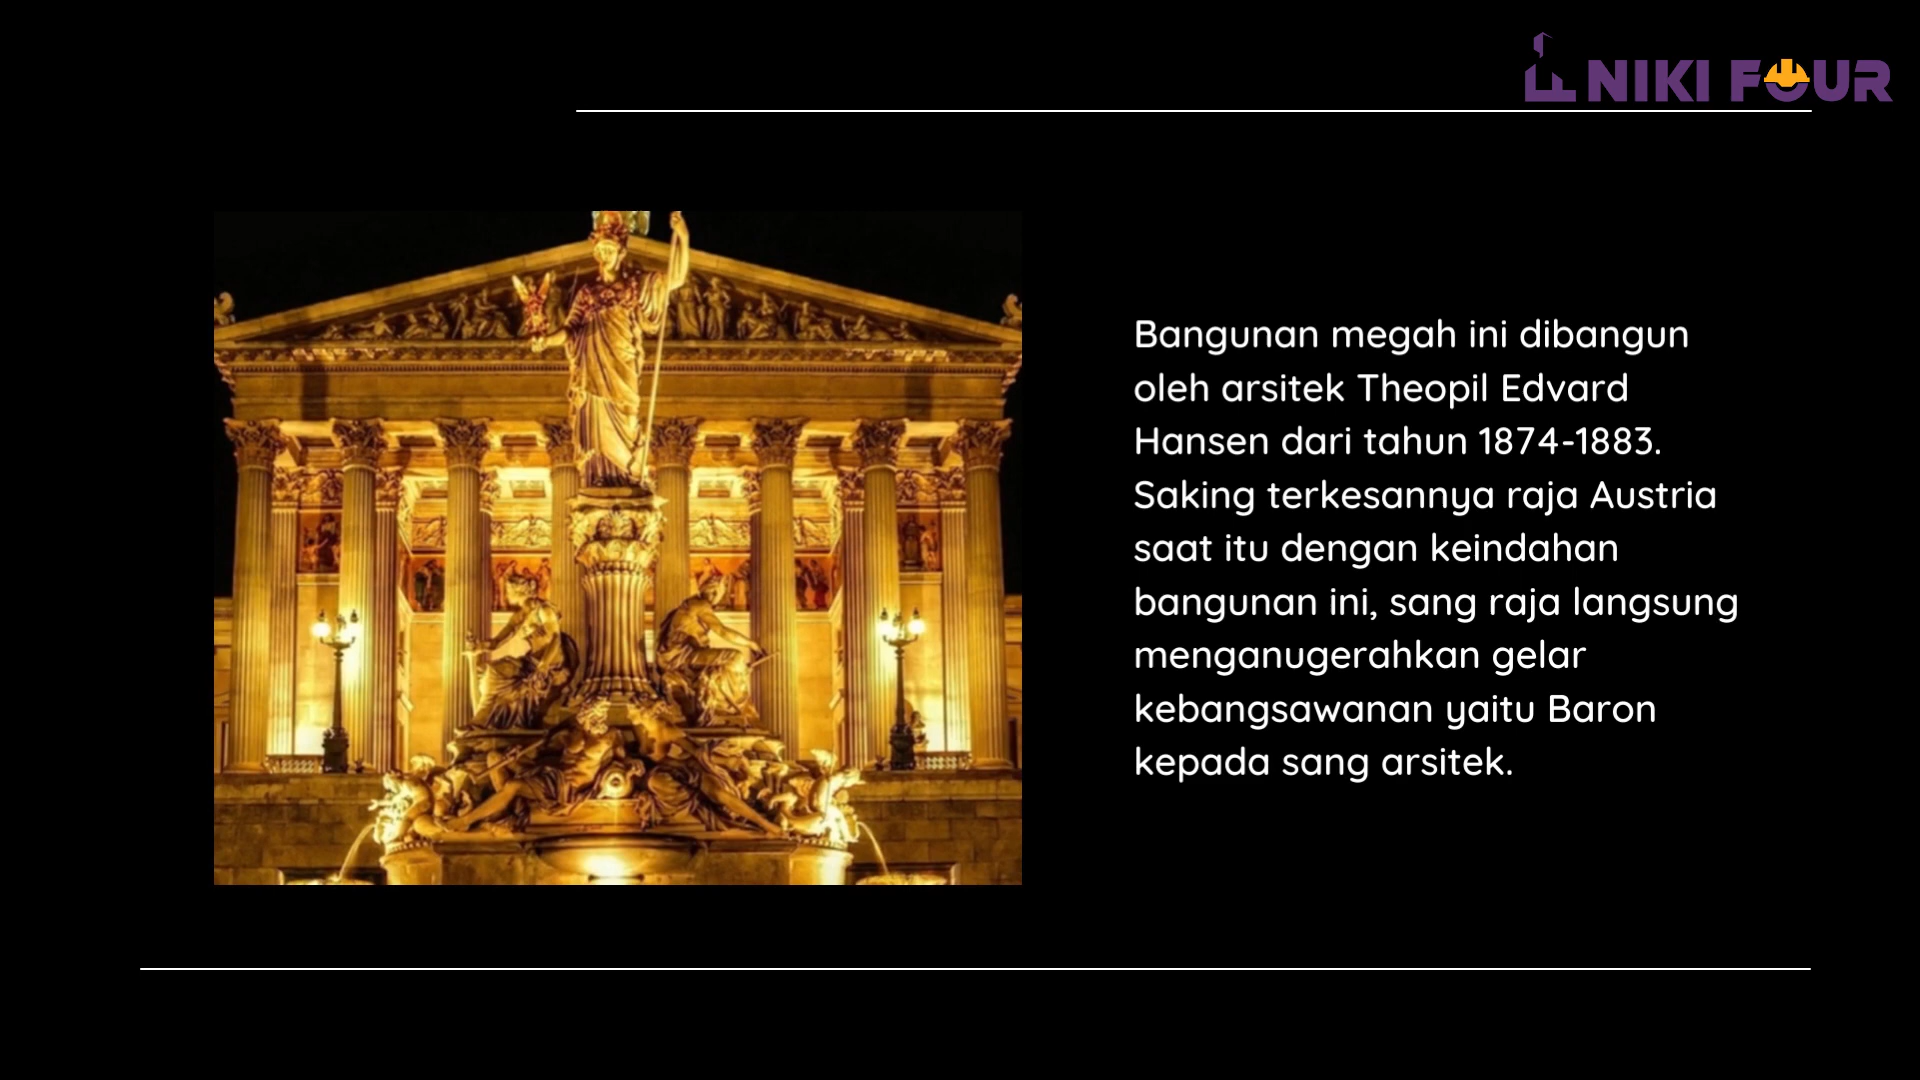 NIKI FOUR
Bangunan megah ini dibangun
oleh arsitek Theopil Edvard
Hansen dari tahun 1874-1883.
Saking terkesannya raja Austria
saat itu dengan keindahan
bangunan ini, sang raja langsung
menganugerahkan gelar
kebangsawanan yaitu Baron
kepada sang arsitek.